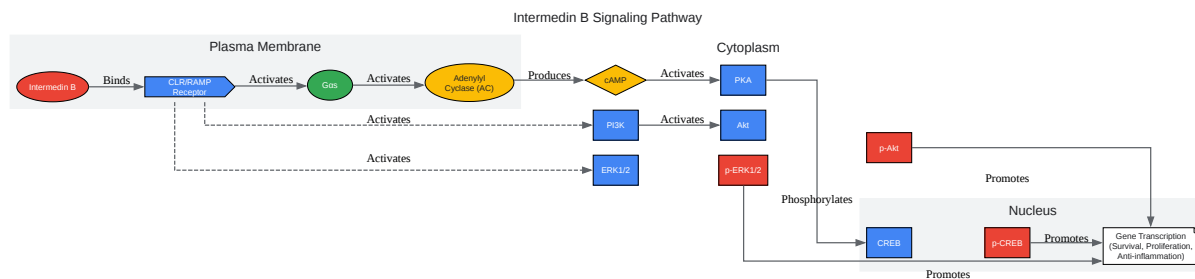 Intermedin B Signaling Pathway
Plasma Membrane
Cytoplasm
Intermedin B
Binds
CLR/RAMP
Receptor
Activates
Gαs
Activates
Adenylyl
Cyclase (AC)
Produces
cAMP
Activates
PKA
Activates
PI3K
Activates
Akt
p-Akt
Activates
ERK1/2
p-ERK1/2
Promotes
Phosphorylates
Nucleus
CREB
p-CREB
Promotes
Gene Transcription
(Survival, Proliferation,
Anti-inflammation)
Promotes